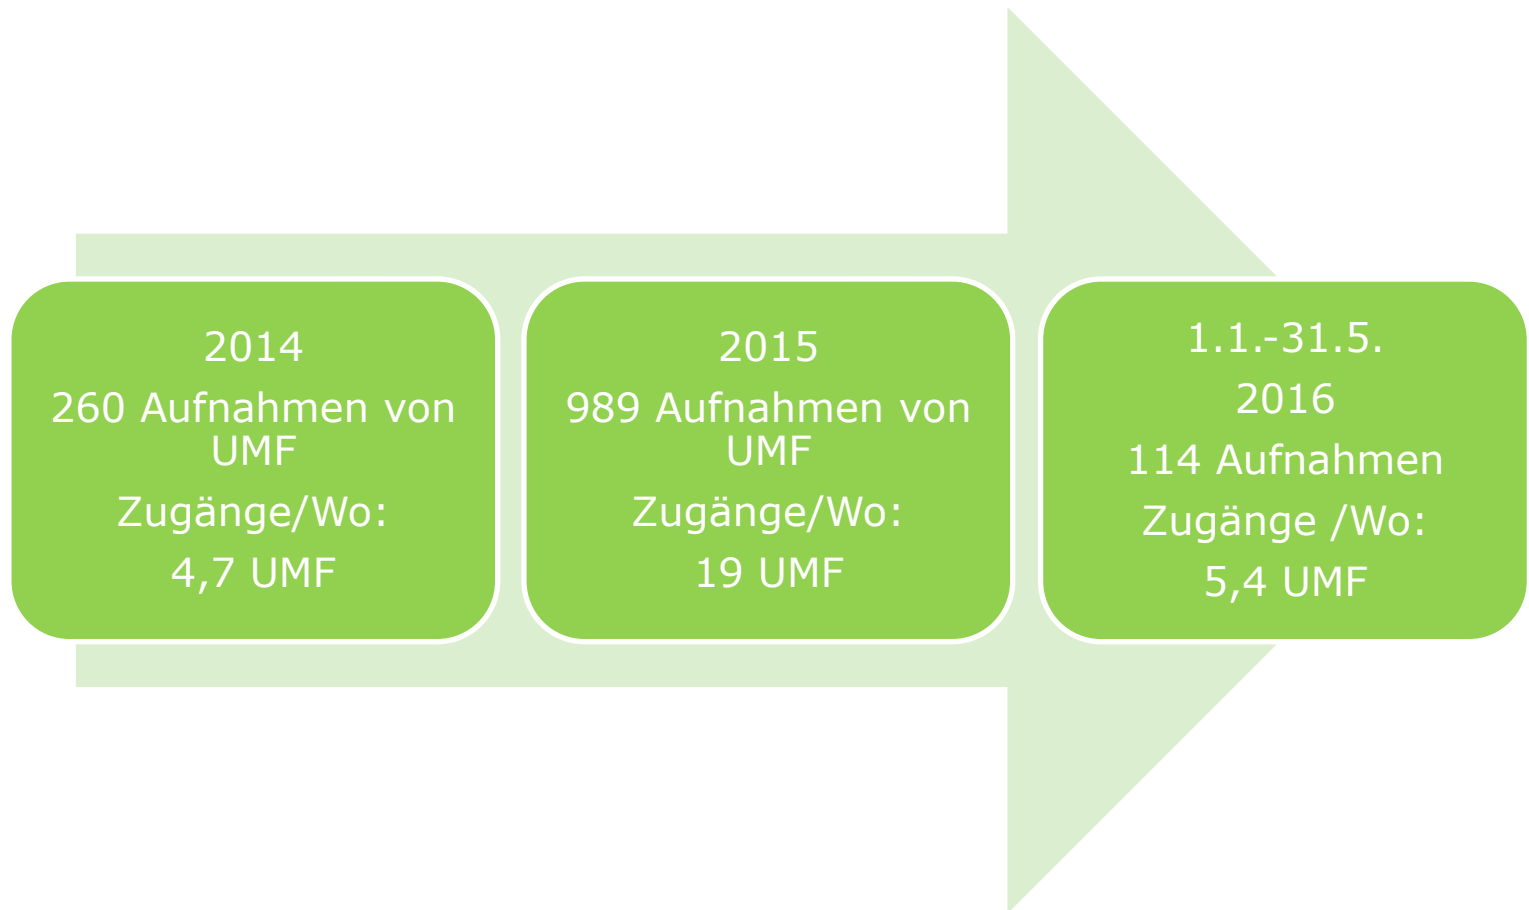 2014
260 Aufnahmen von
UMF
Zugänge/Wo:
4,7 UMF
2015
989 Aufnahmen von
UMF
Zugänge/Wo:
19 UMF
1.1.-31.5.
2016
114 Aufnahmen
Zugänge /Wo:
5,4 UMF